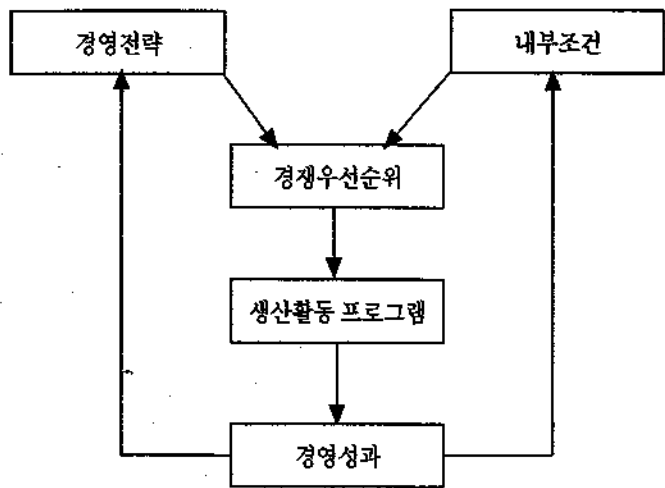 경영전략
내부조건
경쟁우선순위
생산활동 프로그램
경영성과